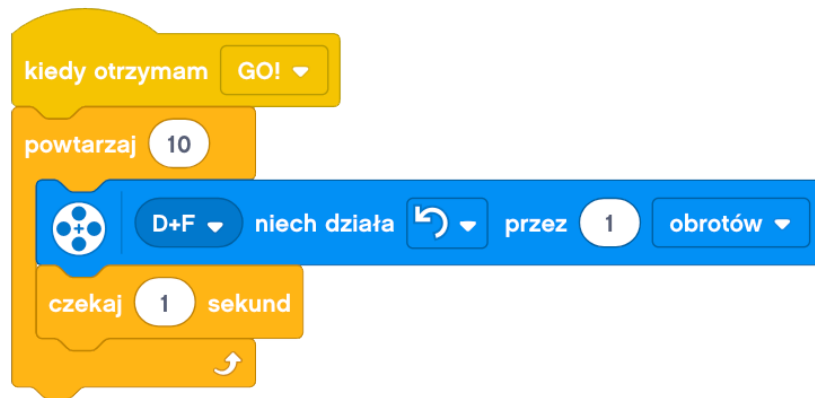 kiedy otrzymam GO!
powtarzaj 10
D+F niech działa przez 1 obrotów
czekaj 1 sekund